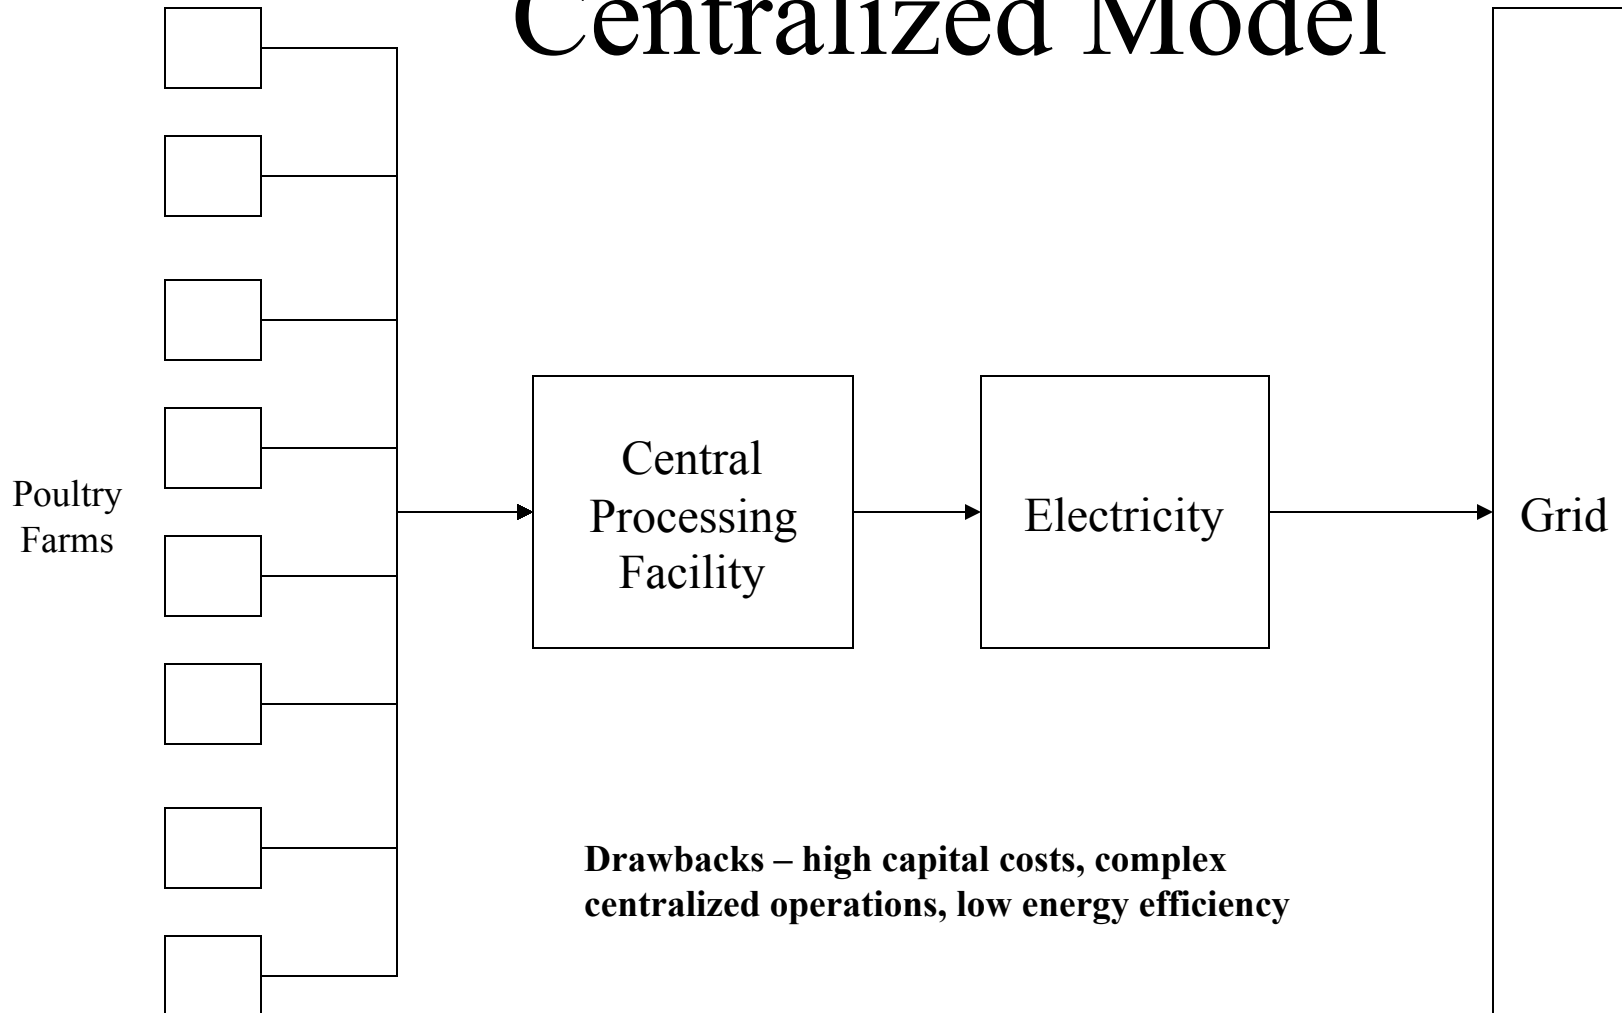 Centralized Model
Poultry
Farms
Central
Processing
Facility
Electricity
Grid
Drawbacks – high capital costs, complex
centralized operations, low energy efficiency